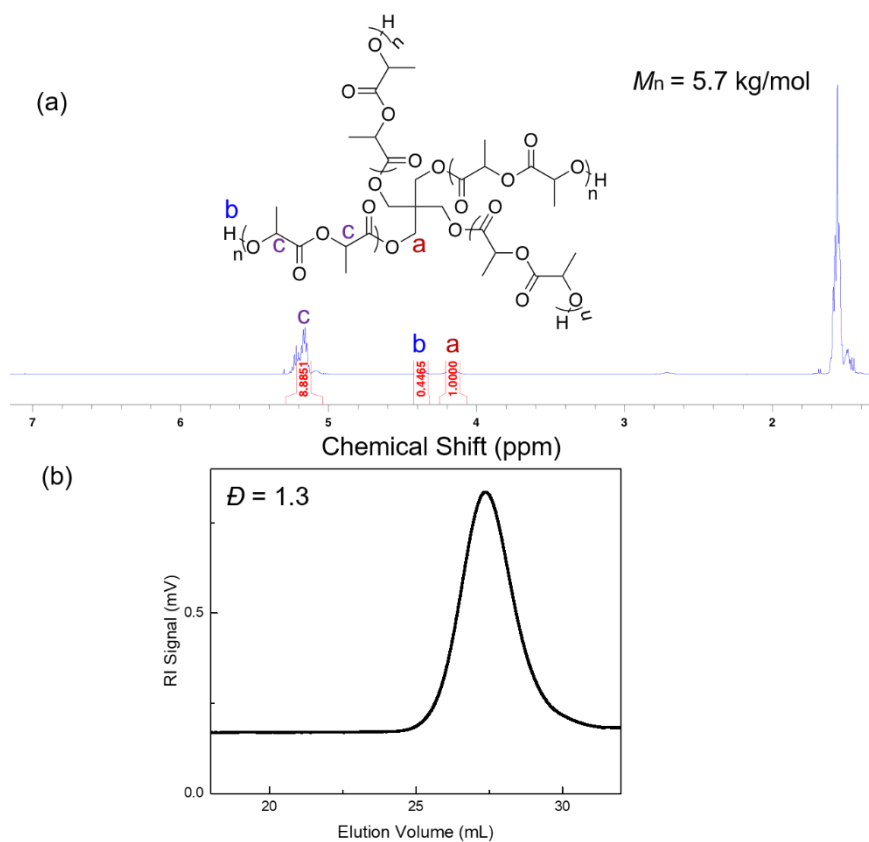 (a)
Mn = 5.7 kg/mol
H
n
O
O
O
O
O
O
O
O
O
H
n
O
O
b
H
n
O
c
O
c
O
O
O
a
O
O
O
O
O
O
H
n
c
b
a
8.8851
0.4465
1.0000
7
6
5
4
3
2
Chemical Shift (ppm)
(b)
Đ = 1.3
RI Signal (mV)
0.5
0.0
20
25
30
Elution Volume (mL)